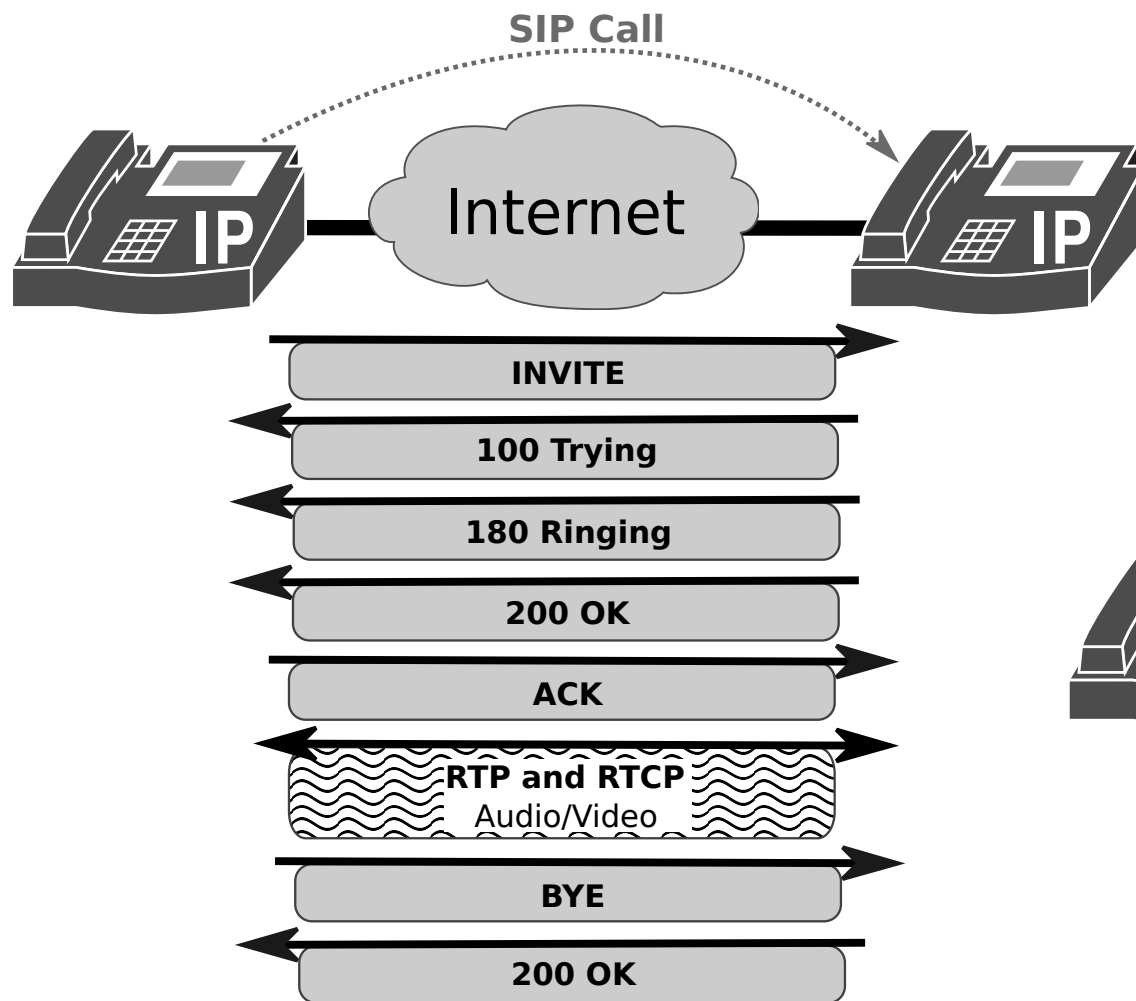 SIP Call
Internet
IP
IP
INVITE
100 Trying
180 Ringing
200 OK
ACK
RTP and RTCP
Audio/Video
BYE
200 OK